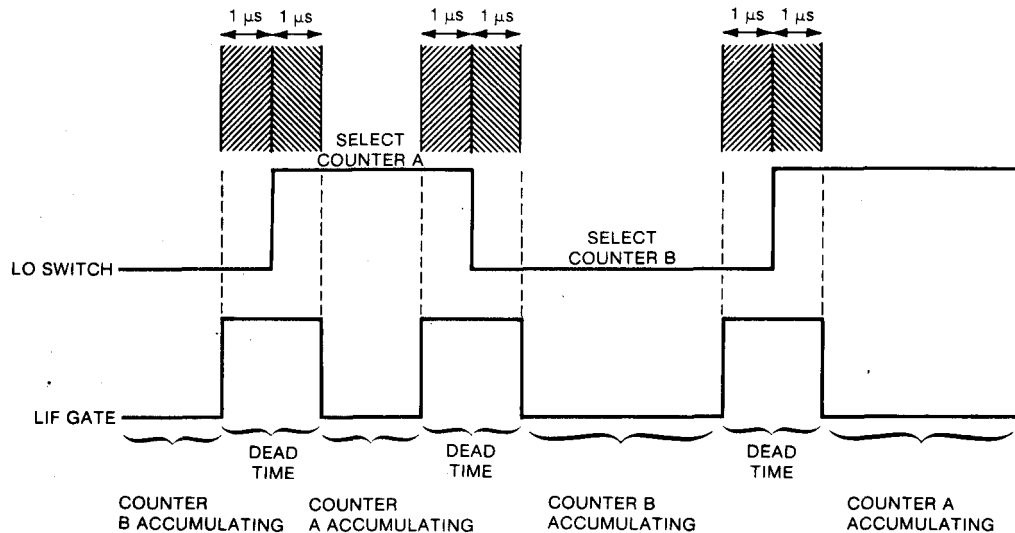 1 μs 1 μs 1 μs 1 μs 1 μs 1 μs
SELECT
COUNTER A
SELECT
COUNTER B
LO SWITCH
LIF GATE
DEAD
TIME
DEAD
TIME
DEAD
TIME
COUNTER
B ACCUMULATING
COUNTER
A ACCUMULATING
COUNTER B
ACCUMULATING
COUNTER A
ACCUMULATING